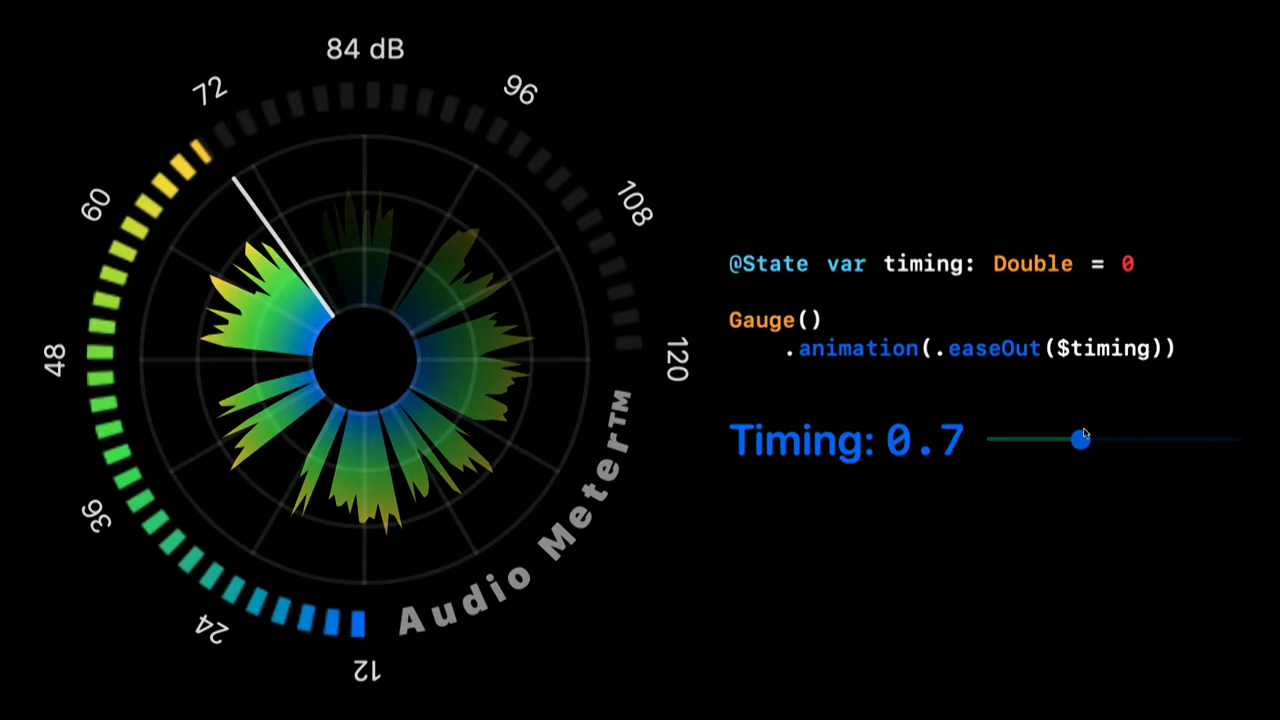 84 dB
72
96
60
108
48
120
36
24
12
Audio Meter™
@State var timing: Double = 0
Gauge()
.animation(.easeOut($timing))
Timing: 0.7